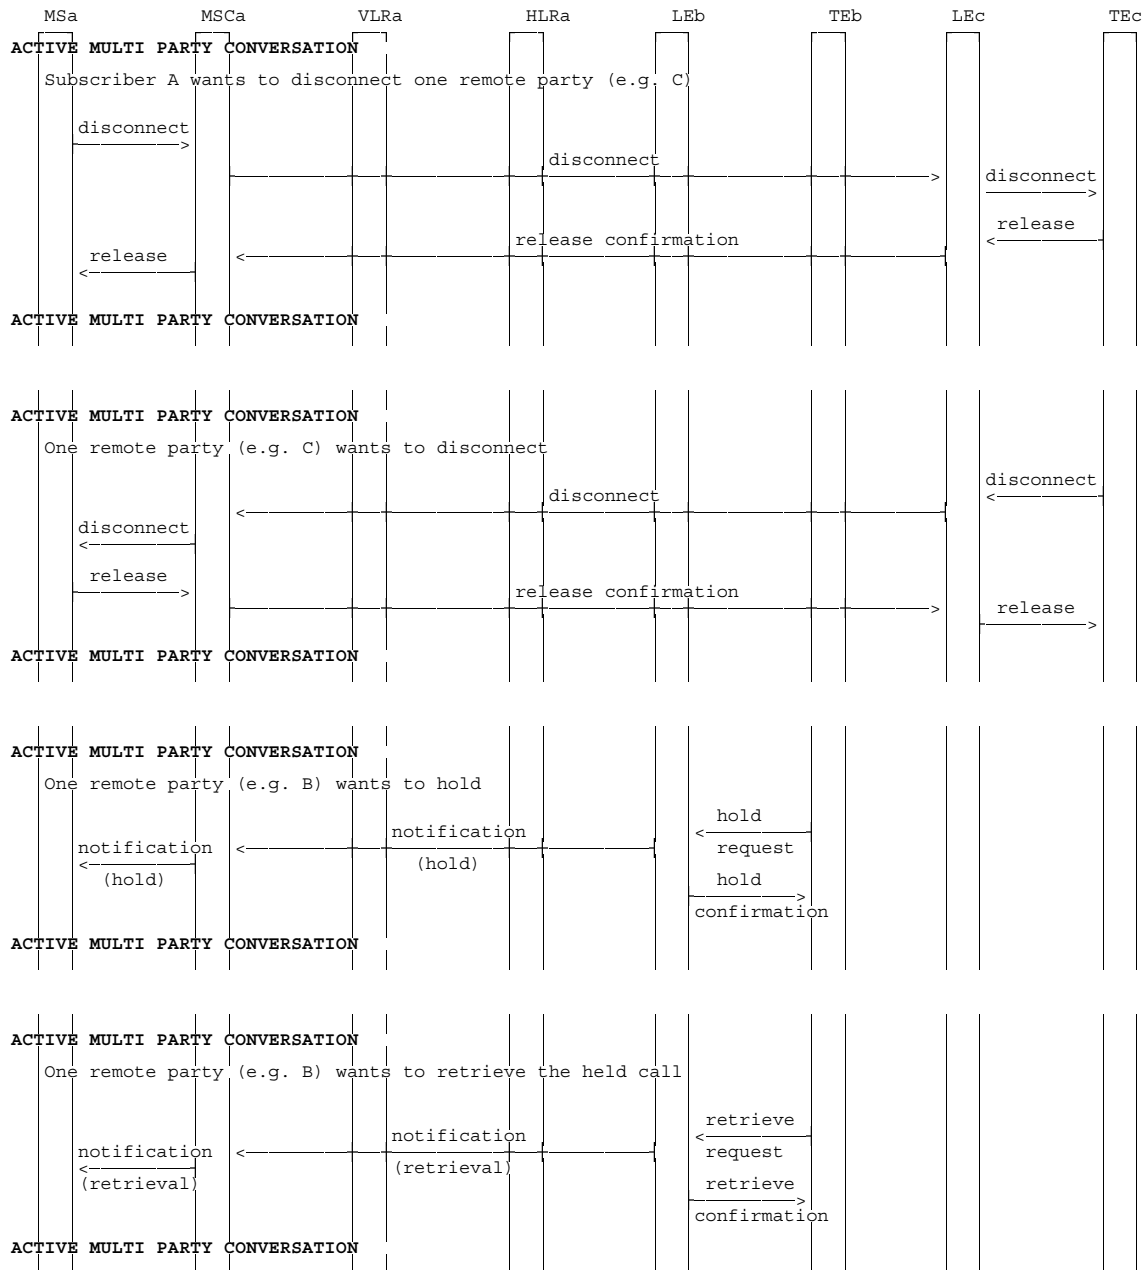 MSa MSCa VLRa HLRa LEb TEb LEc TEc
ACTIVE MULTI PARTY CONVERSATION
Subscriber A wants to disconnect one remote party (e.g. C)
disconnect
disconnect
disconnect
release
release confirmation
release
ACTIVE MULTI PARTY CONVERSATION
ACTIVE MULTI PARTY CONVERSATION
One remote party (e.g. C) wants to disconnect
disconnect
disconnect
disconnect
release
release confirmation
release
ACTIVE MULTI PARTY CONVERSATION
ACTIVE MULTI PARTY CONVERSATION
One remote party (e.g. B) wants to hold
hold
notification
notification
request
(hold)
(hold)
hold
confirmation
ACTIVE MULTI PARTY CONVERSATION
ACTIVE MULTI PARTY CONVERSATION
One remote party (e.g. B) wants to retrieve the held call
retrieve
notification
notification
request
(retrieval)
(retrieval)
retrieve
confirmation
ACTIVE MULTI PARTY CONVERSATION